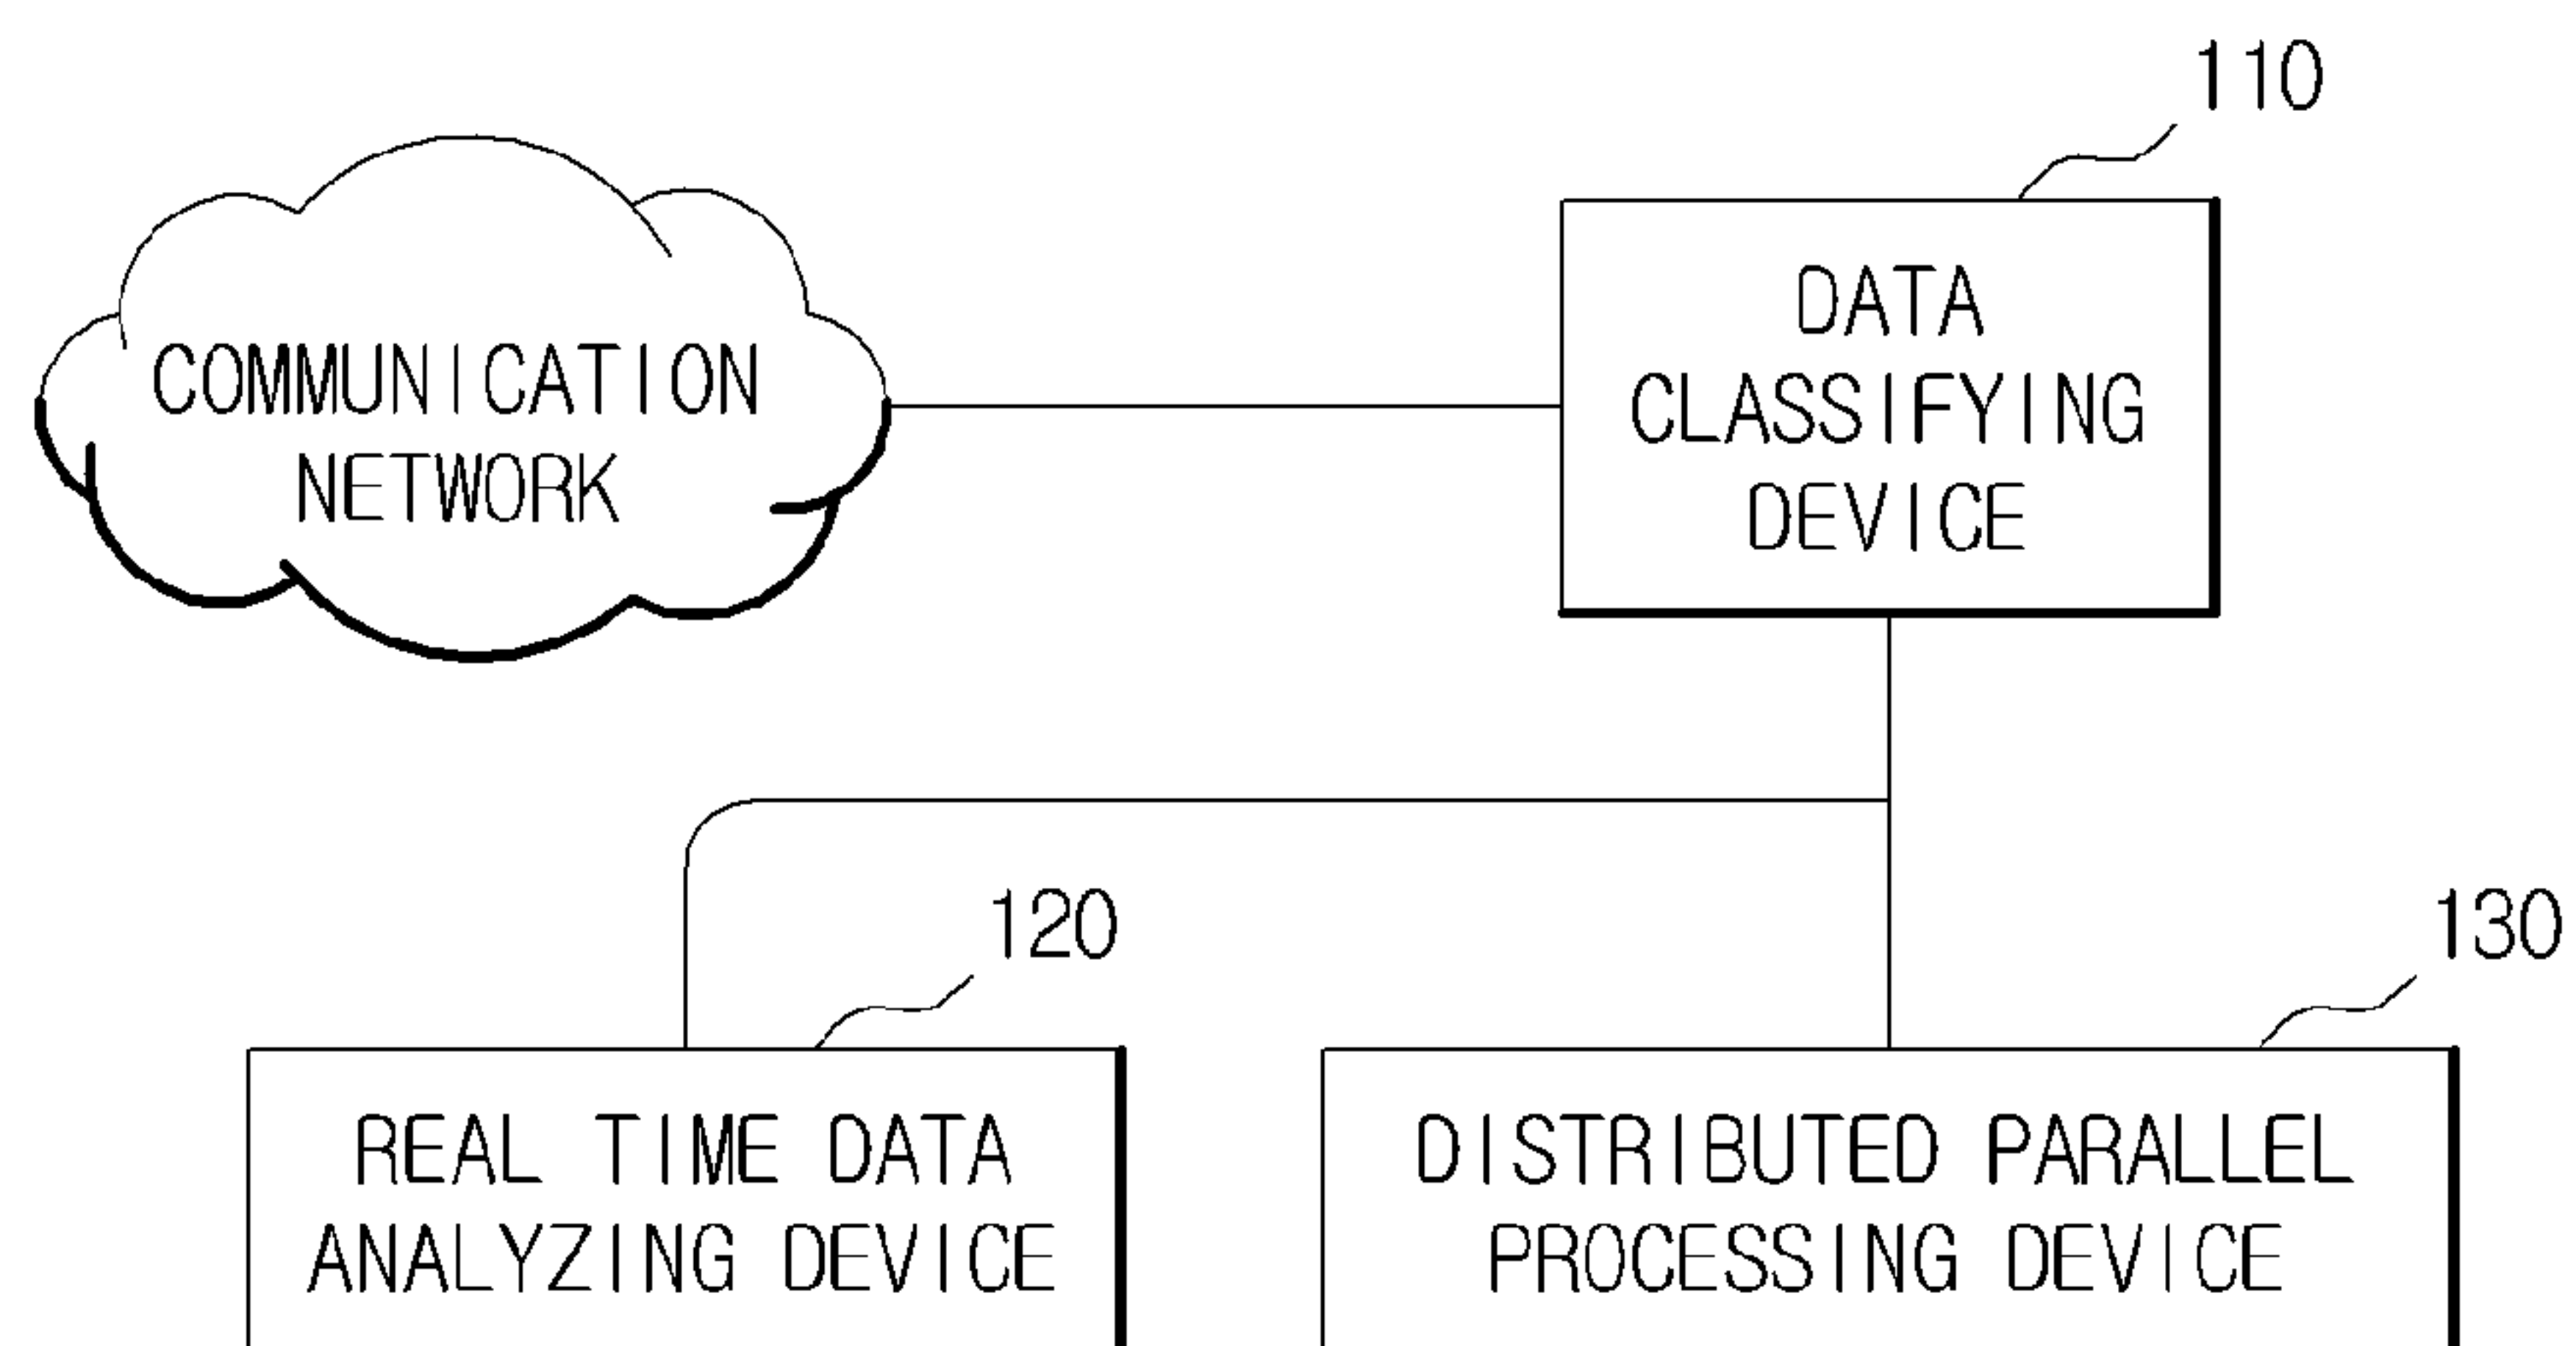 110
COMMUNICATION
NETWORK
DATA
CLASSIFYING
DEVICE
120
130
REAL TIME DATA
ANALYZING DEVICE
DISTRIBUTED PARALLEL
PROCESSING DEVICE